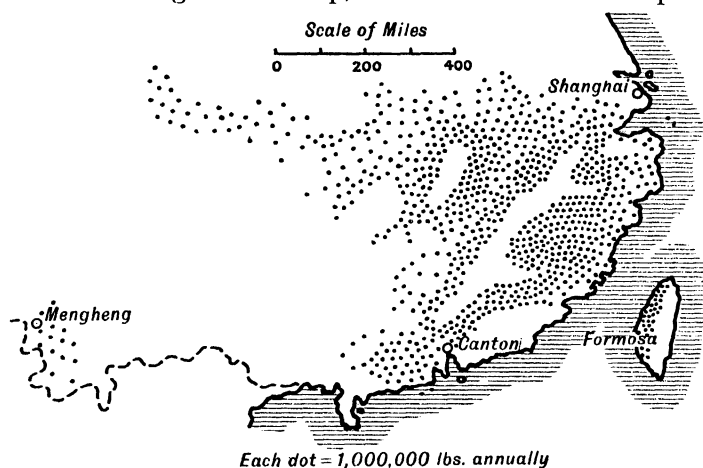 Scale of Miles
0 200 400
Shanghai
Mengheng
Canton
Formosa
Each dot = 1,000,000 lbs. annually